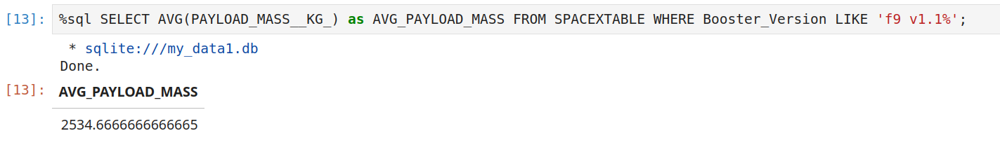 [13]: %sql SELECT AVG(PAYLOAD_MASS__KG_) as AVG_PAYLOAD_MASS FROM SPACEXTABLE WHERE Booster_Version LIKE 'f9 v1.1%';
* sqlite:///my_data1.db
Done.
[13]: AVG_PAYLOAD_MASS
2534.6666666666665